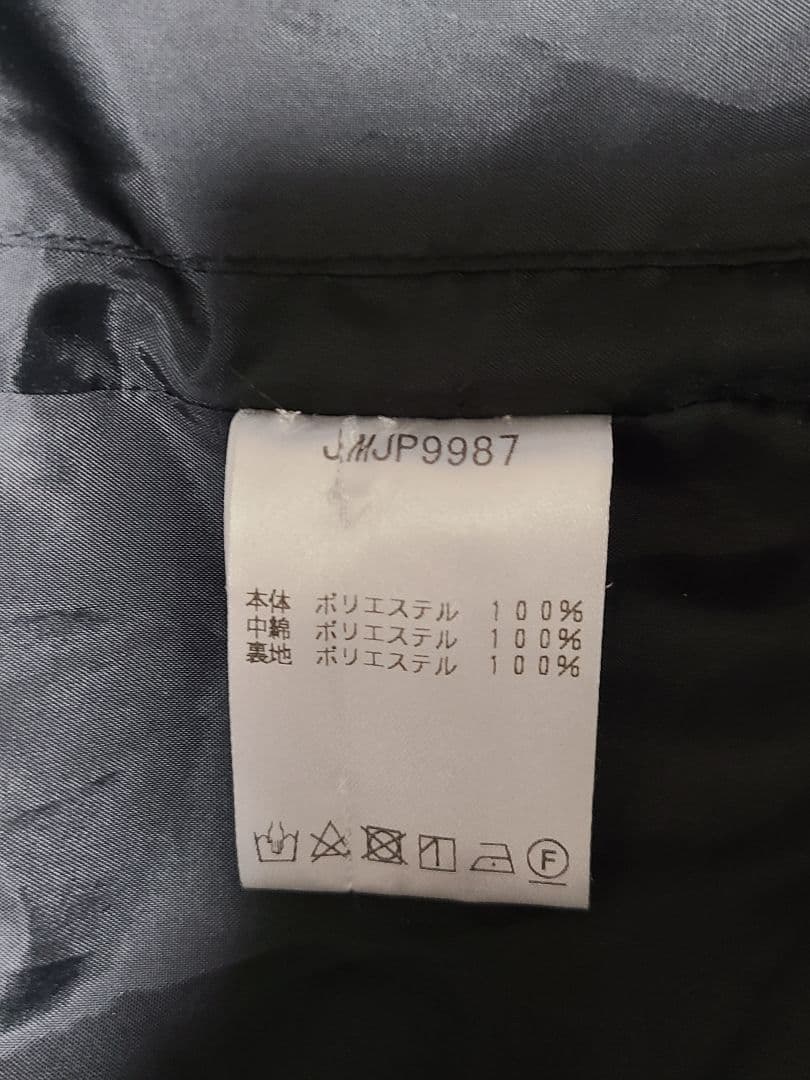 JMJP9987
本体 ポリエステル 100%
中綿 ポリエステル 100%
裏地 ポリエステル 100%
F